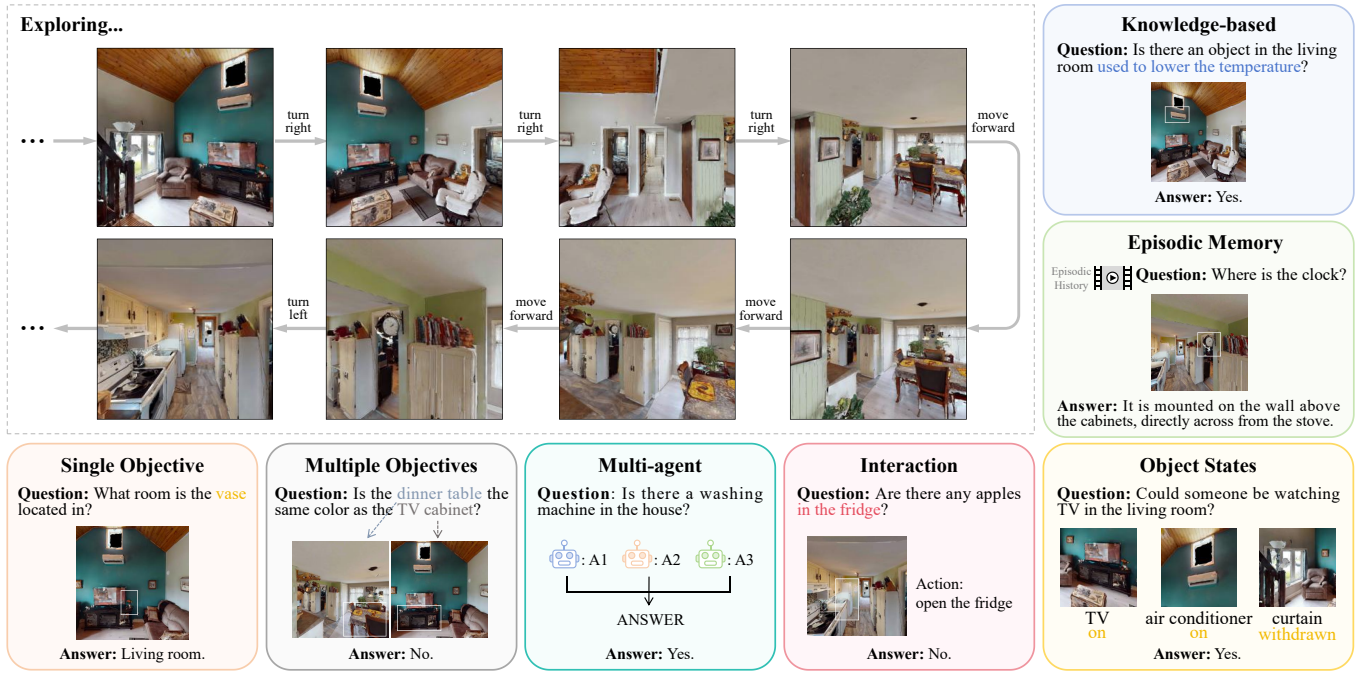 Exploring...
...
turn
right
turn
right
turn
right
move
forward
...
turn
left
move
forward
move
forward
Knowledge-based
Question: Is there an object in the living
room used to lower the temperature?
Answer: Yes.
Episodic Memory
Episodic
History
Question: Where is the clock?
Answer: It is mounted on the wall above
the cabinets, directly across from the stove.
Single Objective
Question: What room is the vase
located in?
Answer: Living room.
Multiple Objectives
Question: Is the dinner table the
same color as the TV cabinet?
Answer: No.
Multi-agent
Question: Is there a washing
machine in the house?
: A1
: A2
: A3
ANSWER
Answer: Yes.
Interaction
Question: Are there any apples
in the fridge?
Action:
open the fridge
Answer: No.
Object States
Question: Could someone be watching
TV in the living room?
TV
on
air conditioner
on
curtain
withdrawn
Answer: Yes.